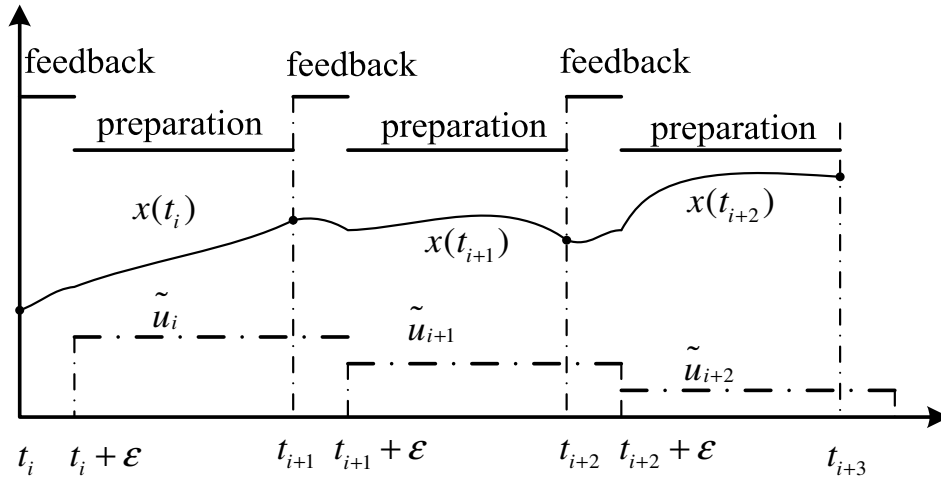 feedback feedback feedback
preparation preparation preparation
x(t_i) x(t_{i+1}) x(t_{i+2})
ũ_i ũ_{i+1} ũ_{i+2}
t_i t_i + ε t_{i+1} t_{i+1} + ε t_{i+2} t_{i+2} + ε t_{i+3}